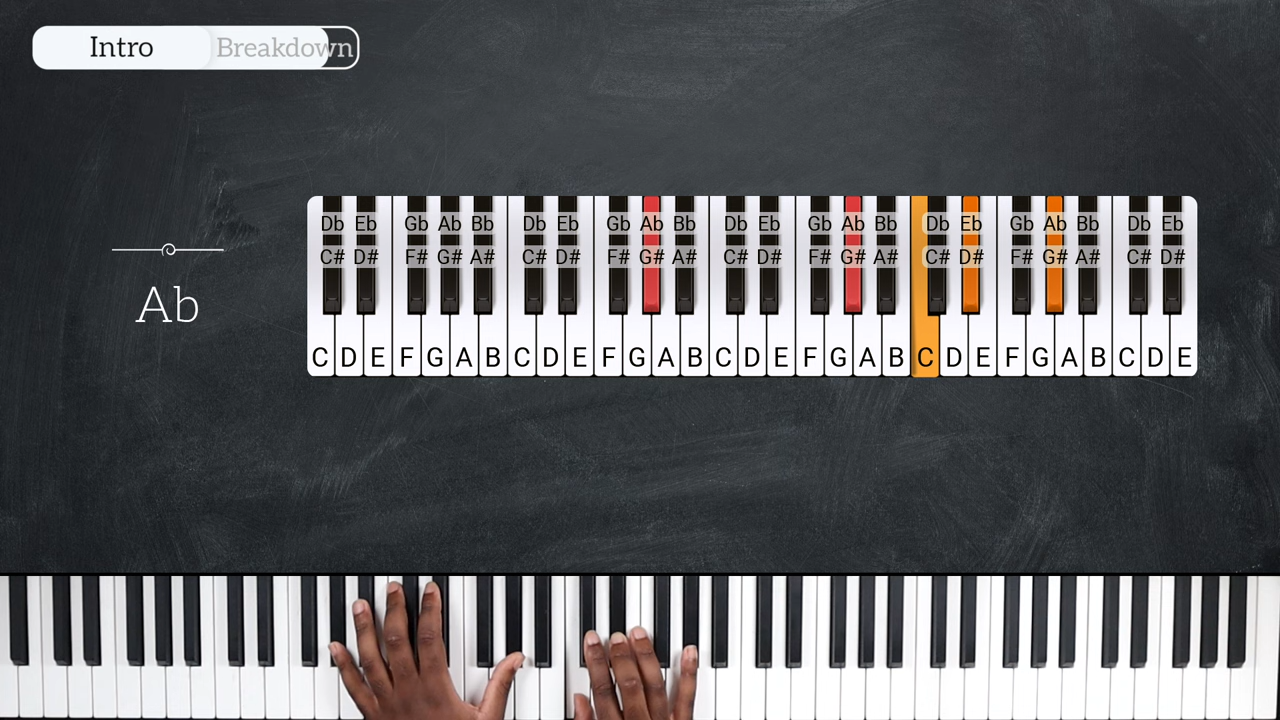 Intro Breakdown
Db Eb Gb Ab Bb Db Eb Gb Ab Bb Db Eb Gb Ab Bb Db Eb Gb Ab Bb Db Eb
C# D# F# G# A# C# D# F# G# A# C# D# F# G# A# C# D# F# G# A# C# D#
Ab
C D E F G A B C D E F G A B C D E F G A B C D E F G A B C D E